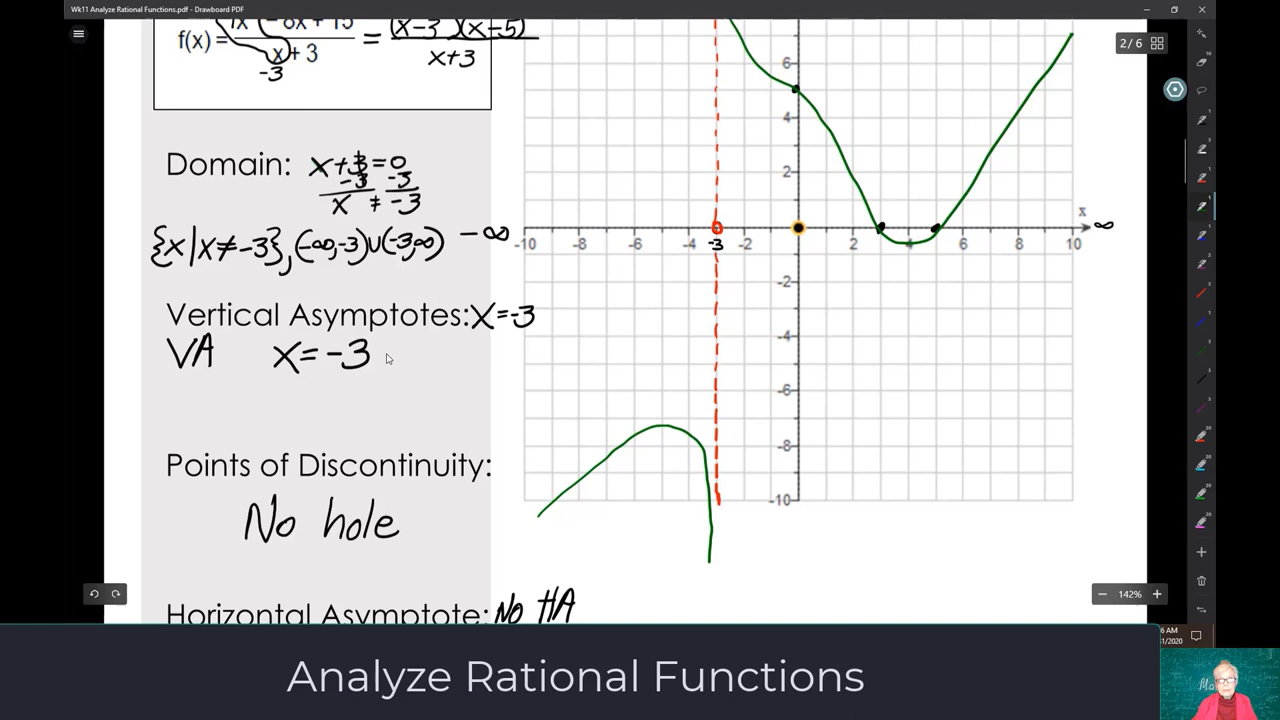 Wk11 Analyze Rational Functions.pdf - Drawboard PDF
2/6
f(x) = = (x-3)(x-5)
x+3 x+3
-3
Domain: x+3=0
-3 -3
x ≠ -3
{x|x≠-3}, (-∞,-3)∪(-3,∞)
Vertical Asymptotes: X=-3
VA X=-3
Points of Discontinuity:
No hole
Horizontal Asymptote: No HA
6
4
2
x
-∞ -10 -8 -6 -4 -3 -2 2 4 6 8 10 ∞
-2
-4
-6
-8
-10
142%
Analyze Rational Functions